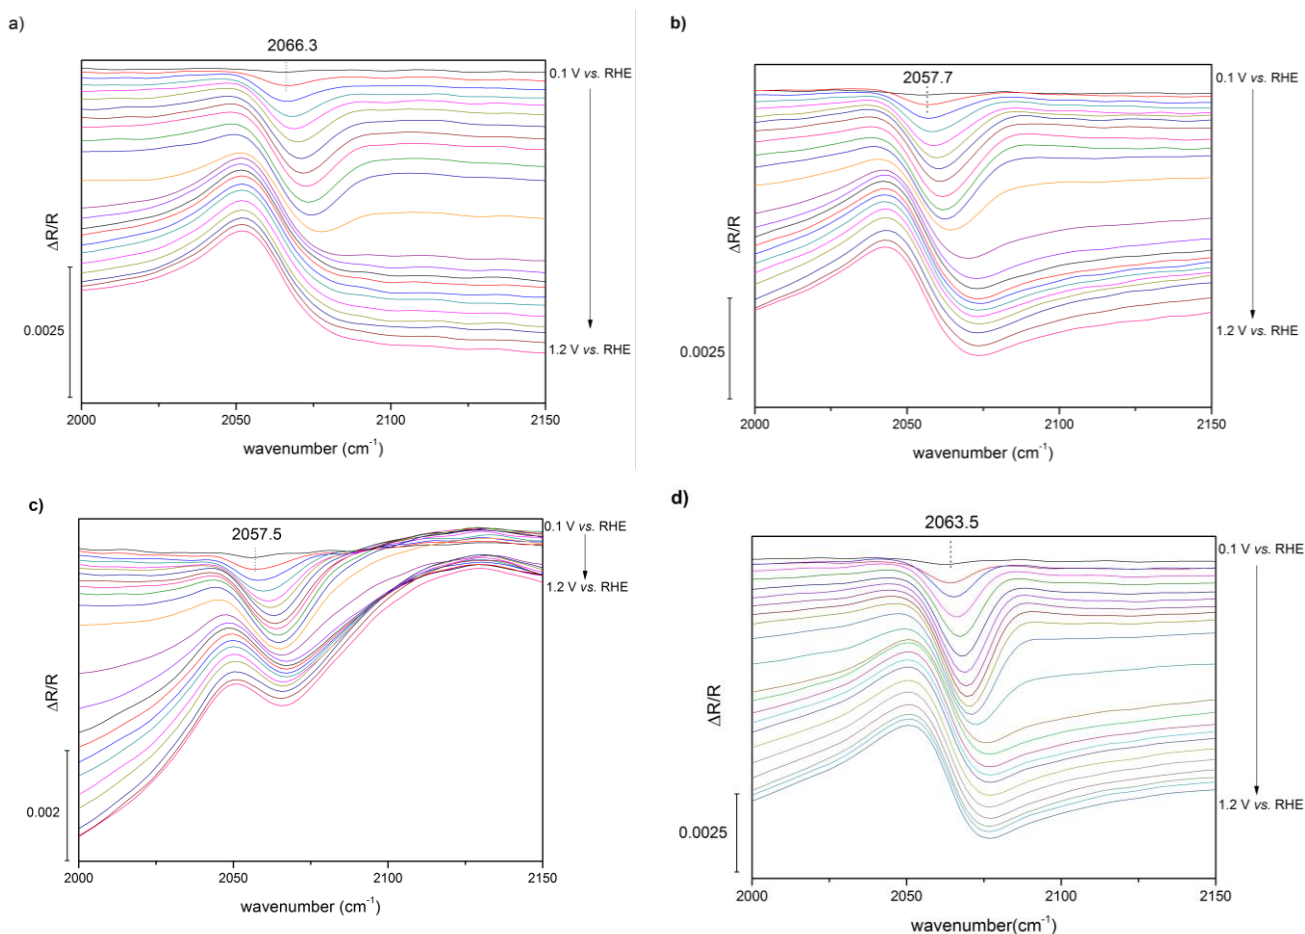 a)
2066.3
0.1 V vs. RHE
1.2 V vs. RHE
ΔR/R
0.0025
2000 2050 2100 2150
wavenumber (cm⁻¹)
b)
2057.7
0.1 V vs. RHE
1.2 V vs. RHE
ΔR/R
0.0025
2000 2050 2100 2150
wavenumber (cm⁻¹)
c)
2057.5
0.1 V vs. RHE
1.2 V vs. RHE
ΔR/R
0.002
2000 2050 2100 2150
wavenumber (cm⁻¹)
d)
2063.5
0.1 V vs. RHE
1.2 V vs. RHE
ΔR/R
0.0025
2000 2050 2100 2150
wavenumber(cm⁻¹)